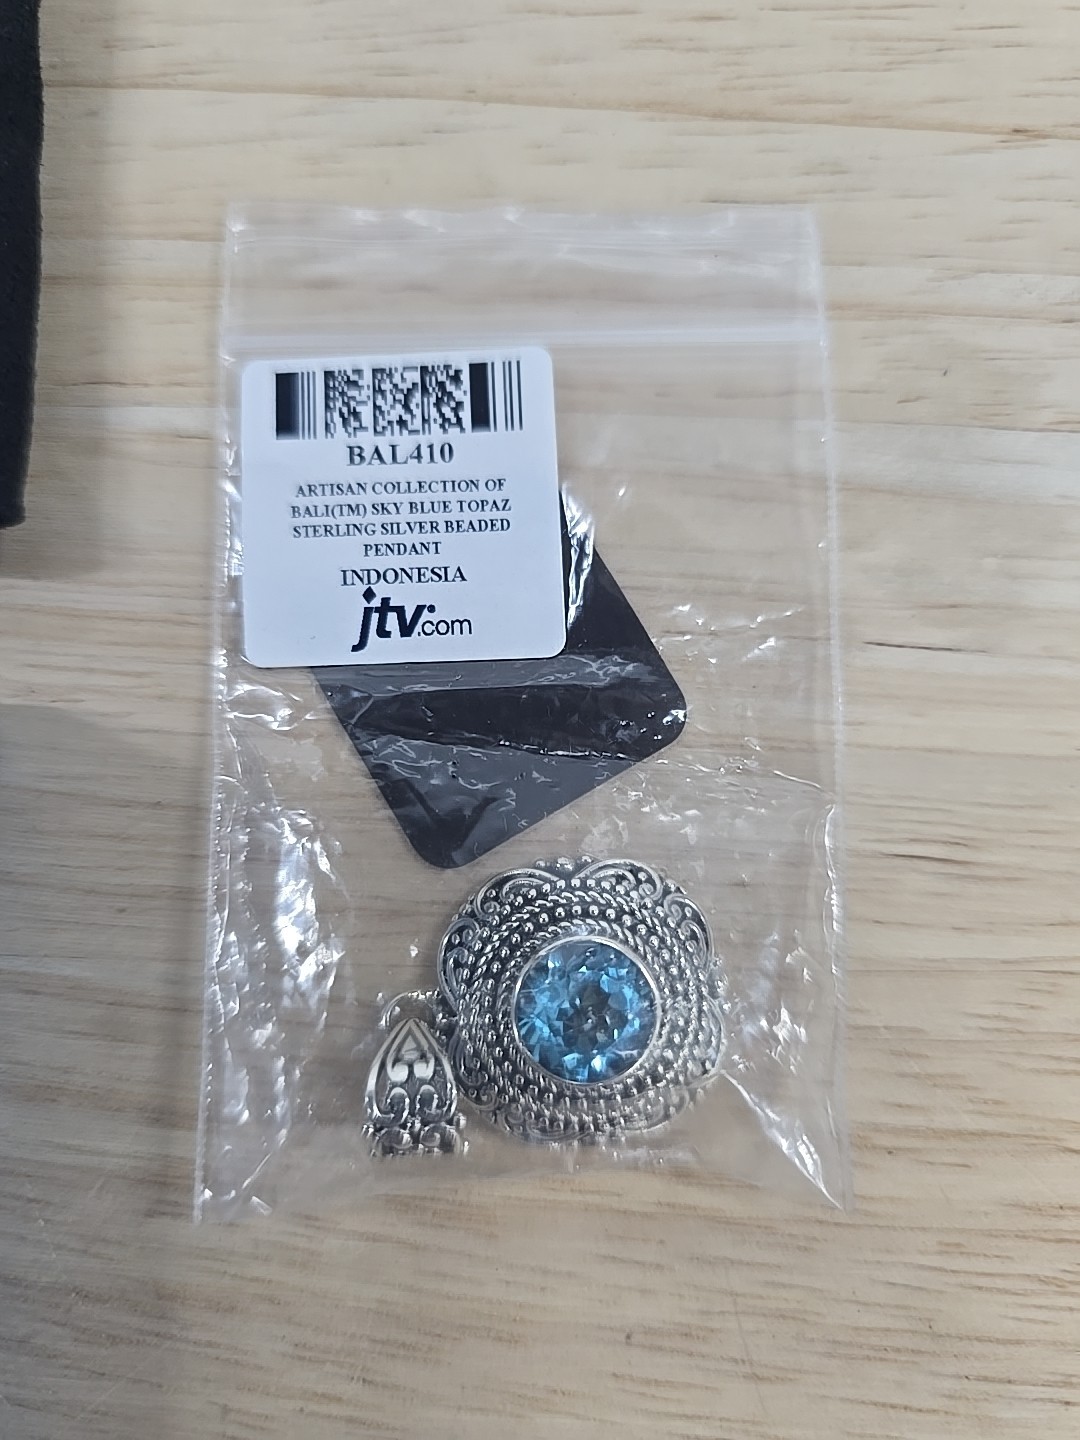 BAL410
ARTISAN COLLECTION OF
BALI(TM) SKY BLUE TOPAZ
STERLING SILVER BEADED
PENDANT
INDONESIA
jtv.com